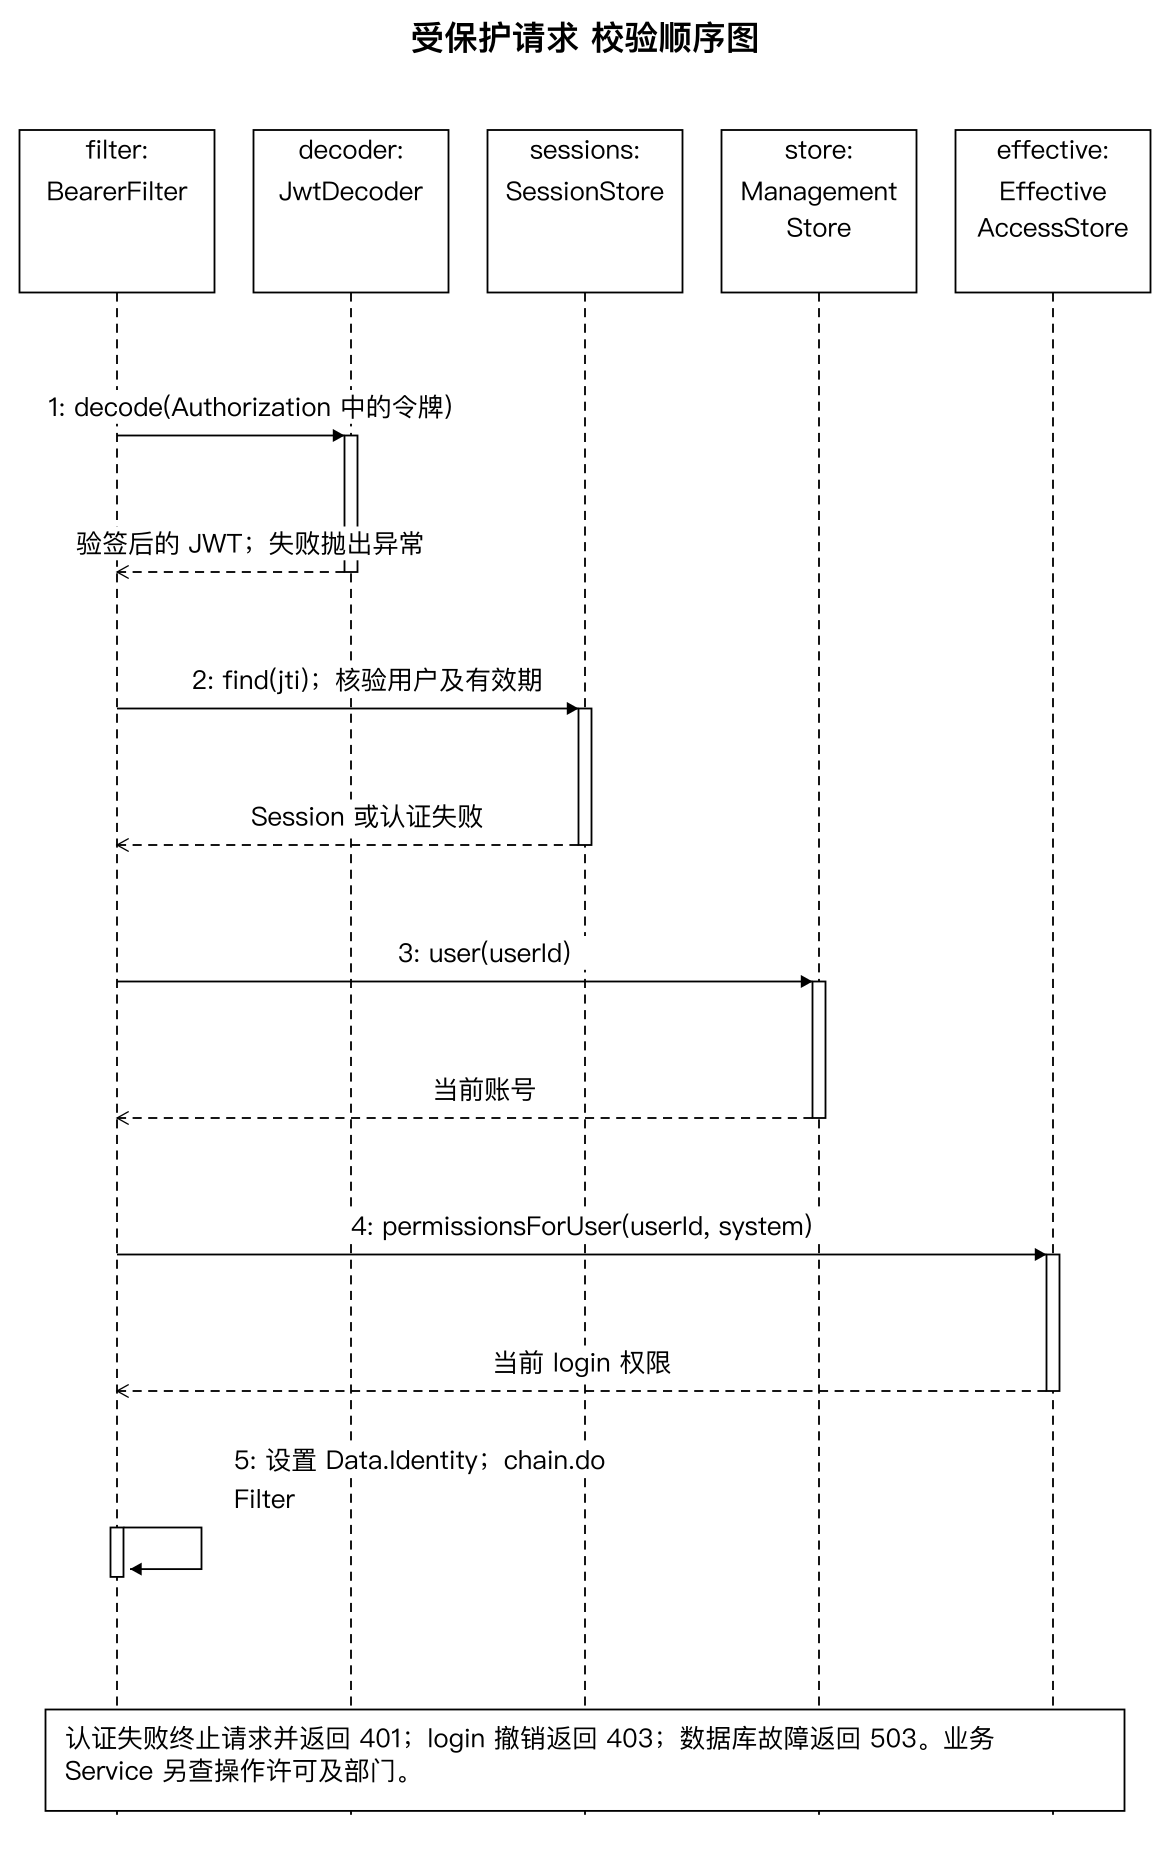 受保护请求 校验顺序图
filter:
BearerFilter
decoder:
JwtDecoder
sessions:
SessionStore
store:
Management
Store
effective:
Effective
AccessStore
1: decode(Authorization 中的令牌)
验签后的 JWT；失败抛出异常
2: find(jti)；核验用户及有效期
Session 或认证失败
3: user(userId)
当前账号
4: permissionsForUser(userId, system)
当前 login 权限
5: 设置 Data.Identity；chain.do
Filter
认证失败终止请求并返回 401；login 撤销返回 403；数据库故障返回 503。业务
Service 另查操作许可及部门。